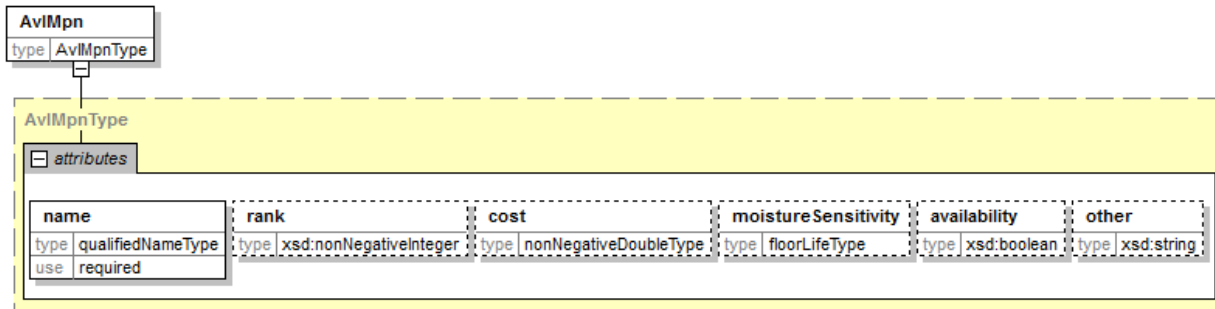 AvlMpn
type AvlMpnType
AvlMpnType
attributes
name rank cost moistureSensitivity availability other
type qualifiedNameType type xsd:nonNegativeInteger type nonNegativeDoubleType type floorLifeType type xsd:boolean type xsd:string
use required